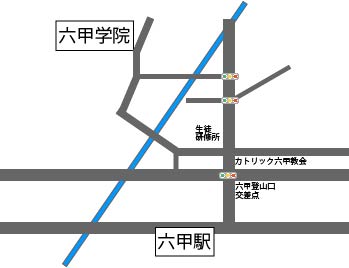 六甲学院
生徒
研修所
カトリック六甲教会
六甲登山口
交差点
六甲駅